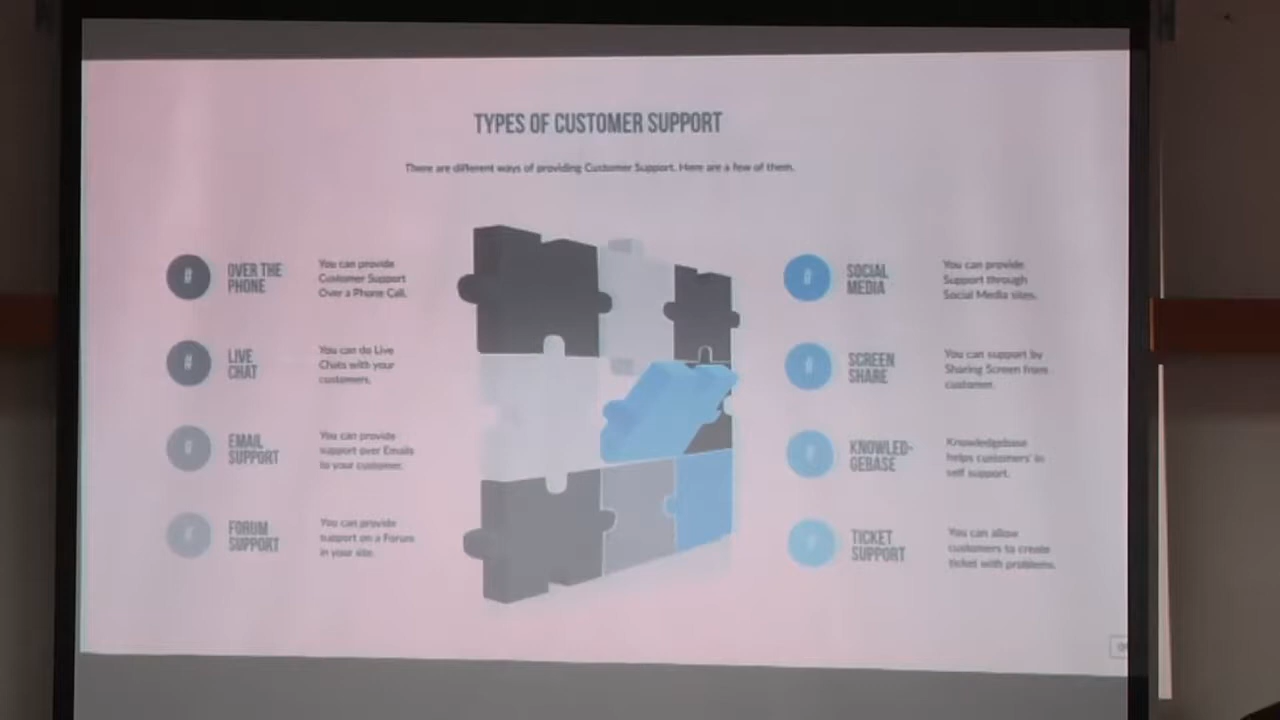 TYPES OF CUSTOMER SUPPORT
There are different ways of providing Customer Support. Here are a few of them.
#
OVER THE
PHONE
You can provide
Customer Support
Over a Phone Call.
#
LIVE
CHAT
You can do Live
Chats with your
customers.
EMAIL
SUPPORT
You can provide
support over Emails
to your customer.
FORUM
SUPPORT
You can provide
support on a Forum
in your site.
SOCIAL
MEDIA
You can provide
Support through
Social Media sites.
SCREEN
SHARE
You can support by
Sharing Screen from
customer.
KNOWLED-
GEBASE
Knowledgebase
helps customers' in
self support.
TICKET
SUPPORT
You can allow
customers to create
ticket with problems.